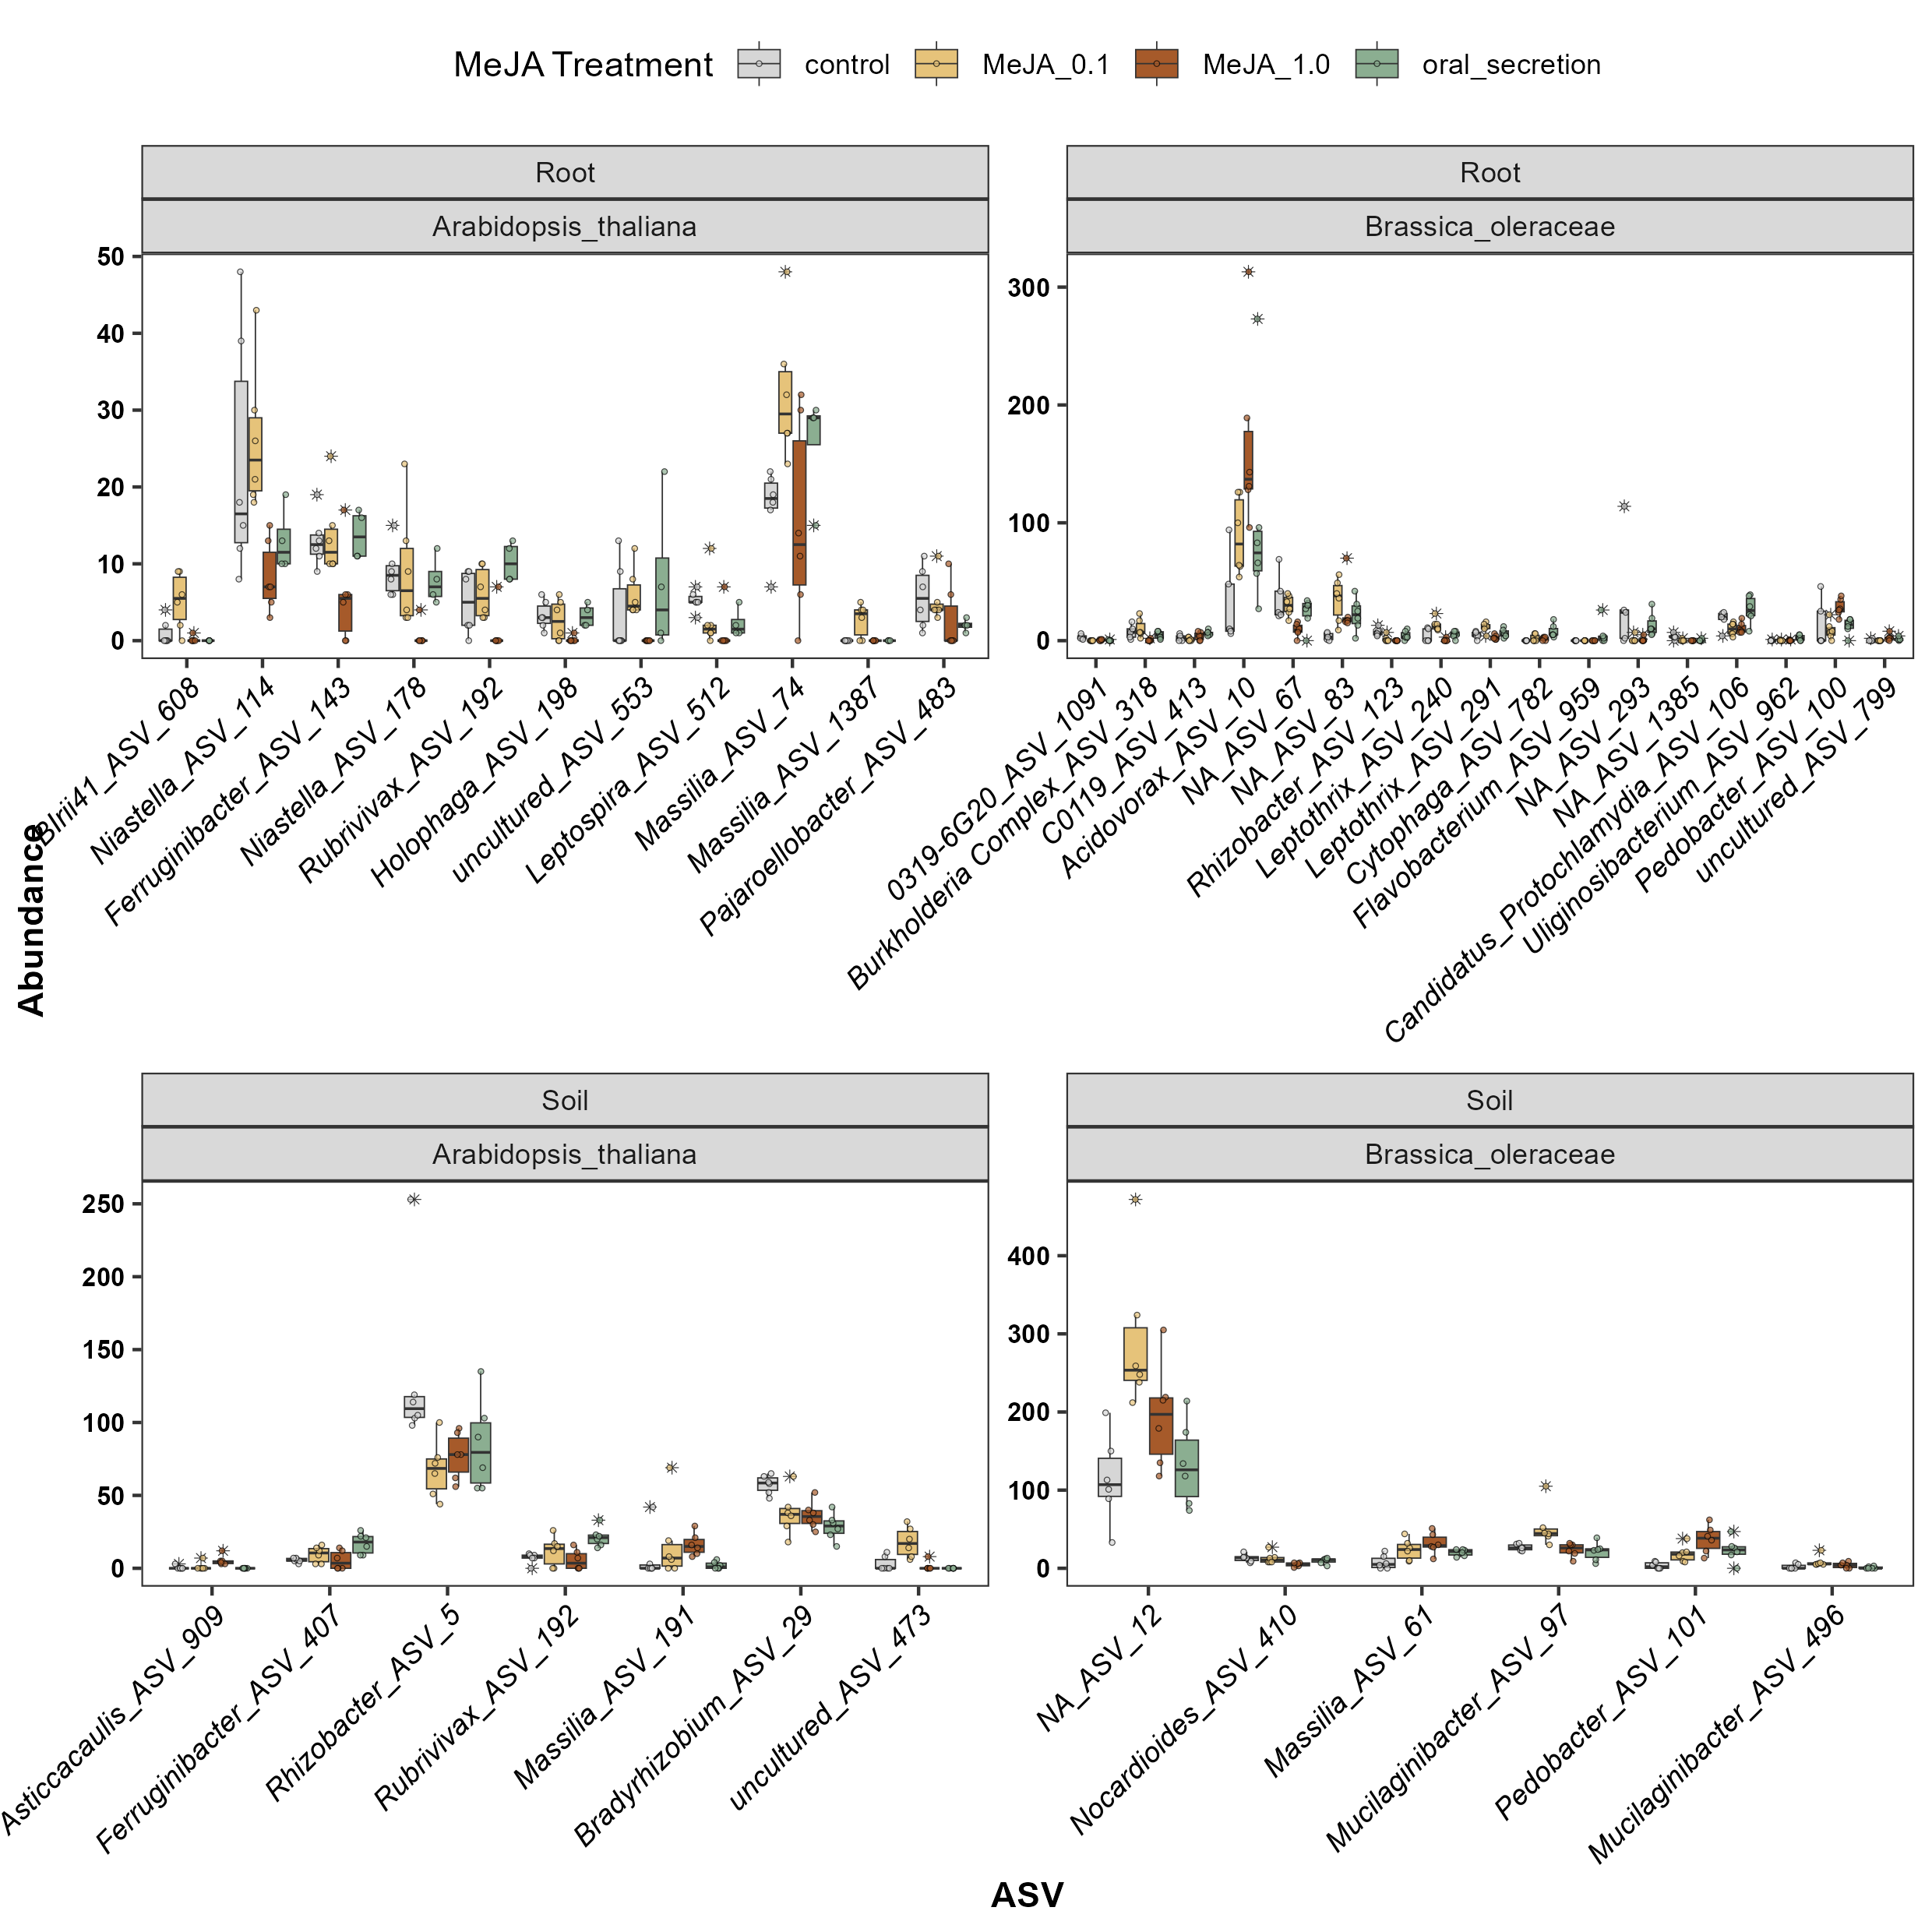 MeJA Treatment control MeJA_0.1 MeJA_1.0 oral_secretion
Root
Arabidopsis_thaliana
50
40
30
20
10
0
Blrii41_ASV_608
Niastella_ASV_114
Ferruginibacter_ASV_143
Niastella_ASV_178
Rubrivivax_ASV_192
Holophaga_ASV_198
uncultured_ASV_553
Leptospira_ASV_512
Massilia_ASV_74
Massilia_ASV_1387
Pajaroellobacter_ASV_483
Root
Brassica_oleraceae
300
200
100
0
0319-6G20_ASV_1091
Burkholderia Complex_ASV_318
C0119_ASV_413
Acidovorax_ASV_10
NA_ASV_67
NA_ASV_83
Rhizobacter_ASV_123
Leptothrix_ASV_240
Leptothrix_ASV_291
Cytophaga_ASV_782
Flavobacterium_ASV_959
NA_ASV_293
NA_ASV_1385
Candidatus_Protochlamydia_ASV_106
Uliginosibacterium_ASV_962
Pedobacter_ASV_100
uncultured_ASV_799
Abundance
Soil
Arabidopsis_thaliana
250
200
150
100
50
0
Asticcacaulis_ASV_909
Ferruginibacter_ASV_407
Rhizobacter_ASV_5
Rubrivivax_ASV_192
Massilia_ASV_191
Bradyrhizobium_ASV_29
uncultured_ASV_473
Soil
Brassica_oleraceae
400
300
200
100
0
NA_ASV_12
Nocardioides_ASV_410
Massilia_ASV_61
Mucilaginibacter_ASV_97
Pedobacter_ASV_101
Mucilaginibacter_ASV_496
ASV